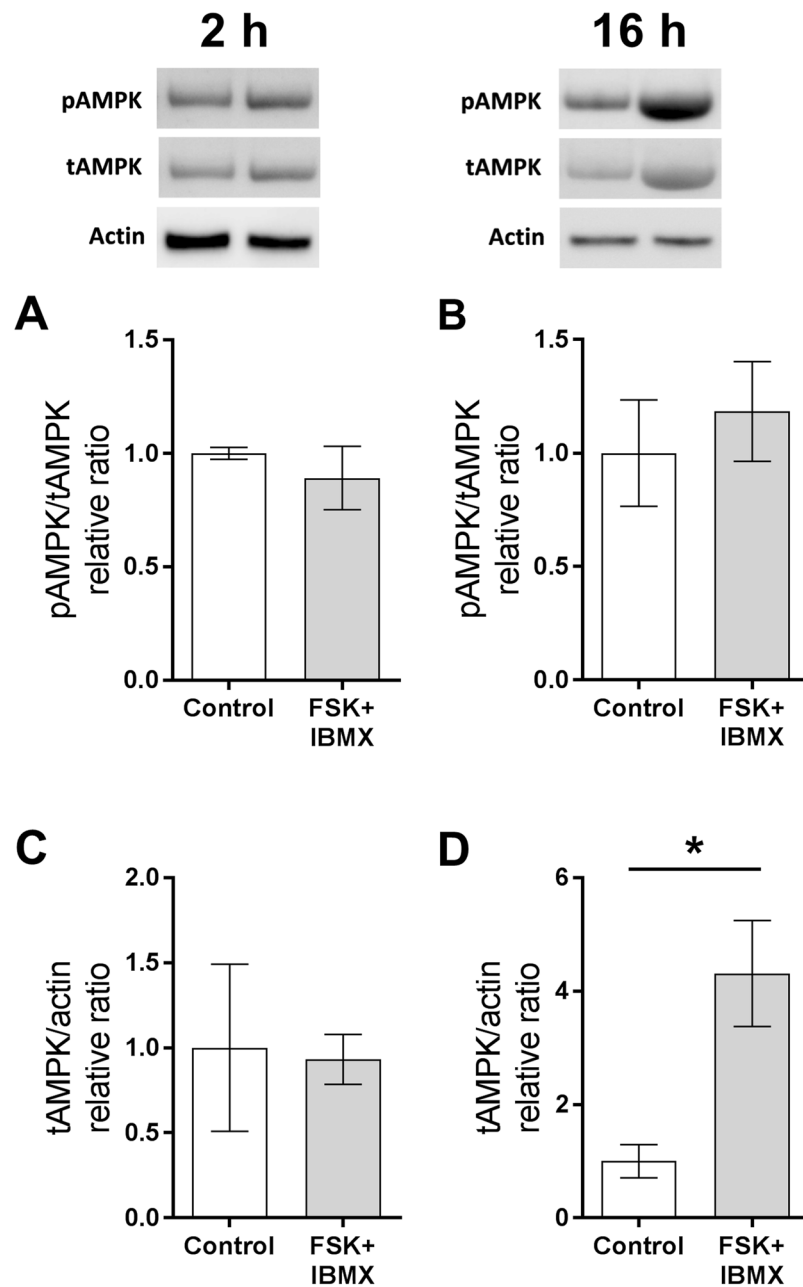 2 h
16 h
pAMPK
tAMPK
Actin
pAMPK
tAMPK
Actin
A
pAMPK/tAMPK
relative ratio
1.5
1.0
0.5
0.0
Control
FSK+
IBMX
B
pAMPK/tAMPK
relative ratio
1.5
1.0
0.5
0.0
Control
FSK+
IBMX
C
tAMPK/actin
relative ratio
2.0
1.5
1.0
0.5
0.0
Control
FSK+
IBMX
D
tAMPK/actin
relative ratio
6
4
2
0
*
Control
FSK+
IBMX